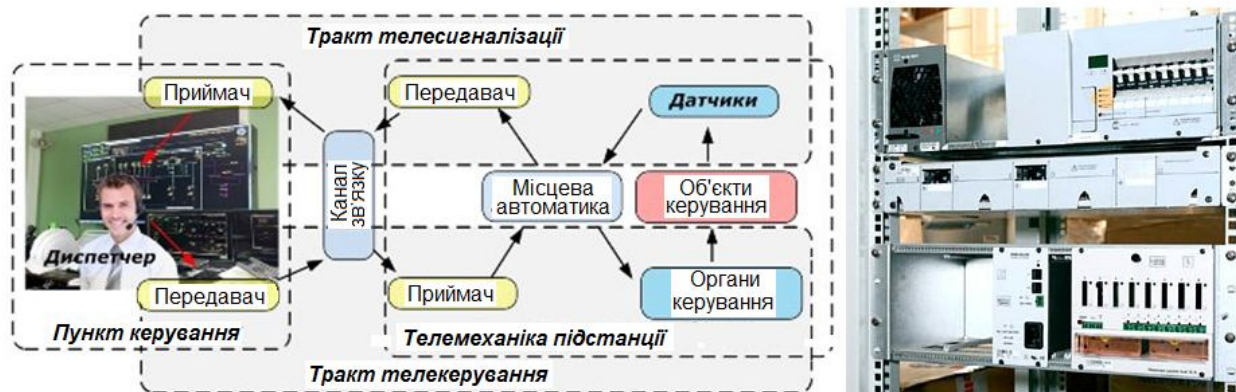 Тракт телесигналізації
Приймач
Передавач
Датчики
Канал
зв'язку
Місцева
автоматика
Об'єкти
керування
Диспетчер
Передавач
Приймач
Органи
керування
Пункт керування
Телемеханіка підстанції
Тракт телекерування